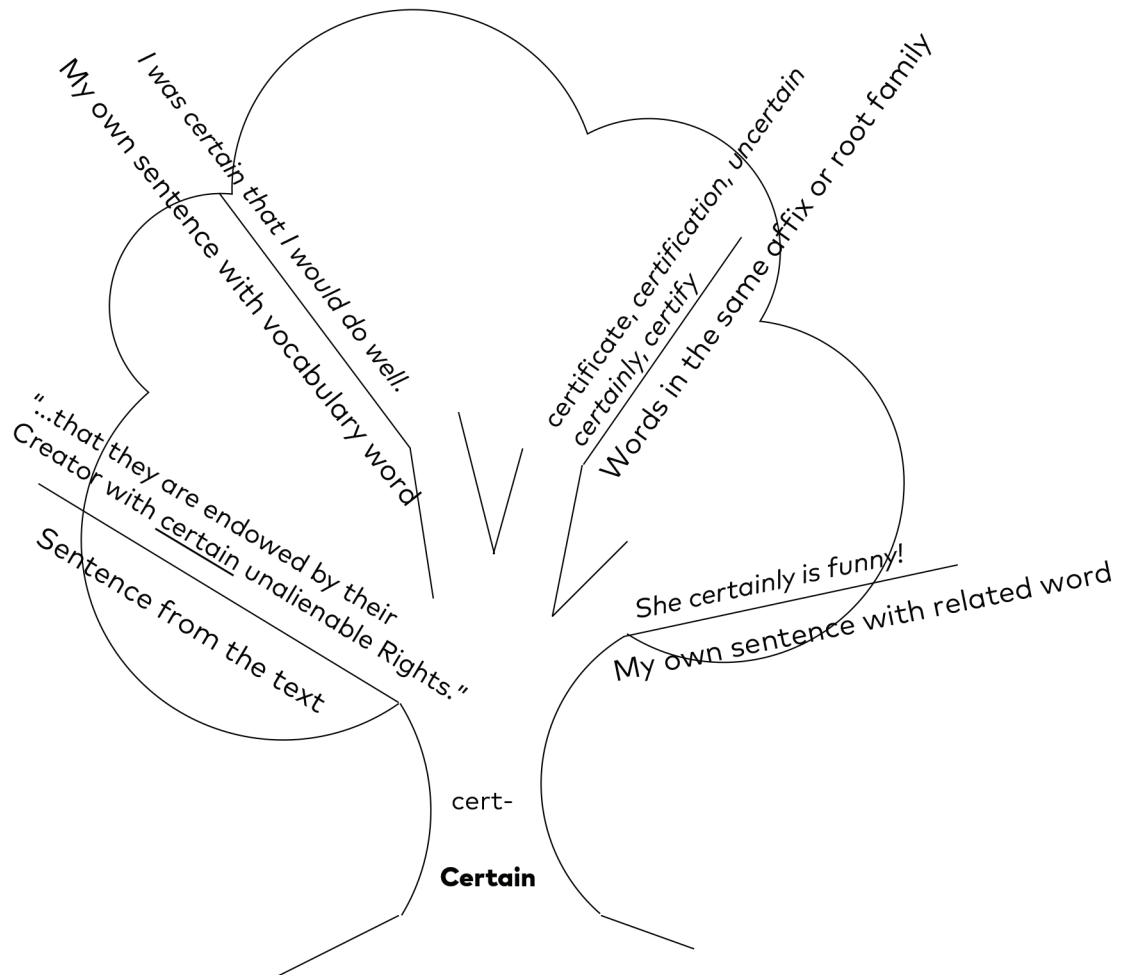 I was certain that I would do well.
My own sentence with vocabulary word
certificate, certification, uncertain
certainly, certify
Words in the same affix or root family
"...that they are endowed by their
Creator with certain unalienable Rights."
Sentence from the text
She certainly is funny!
My own sentence with related word
cert-
Certain